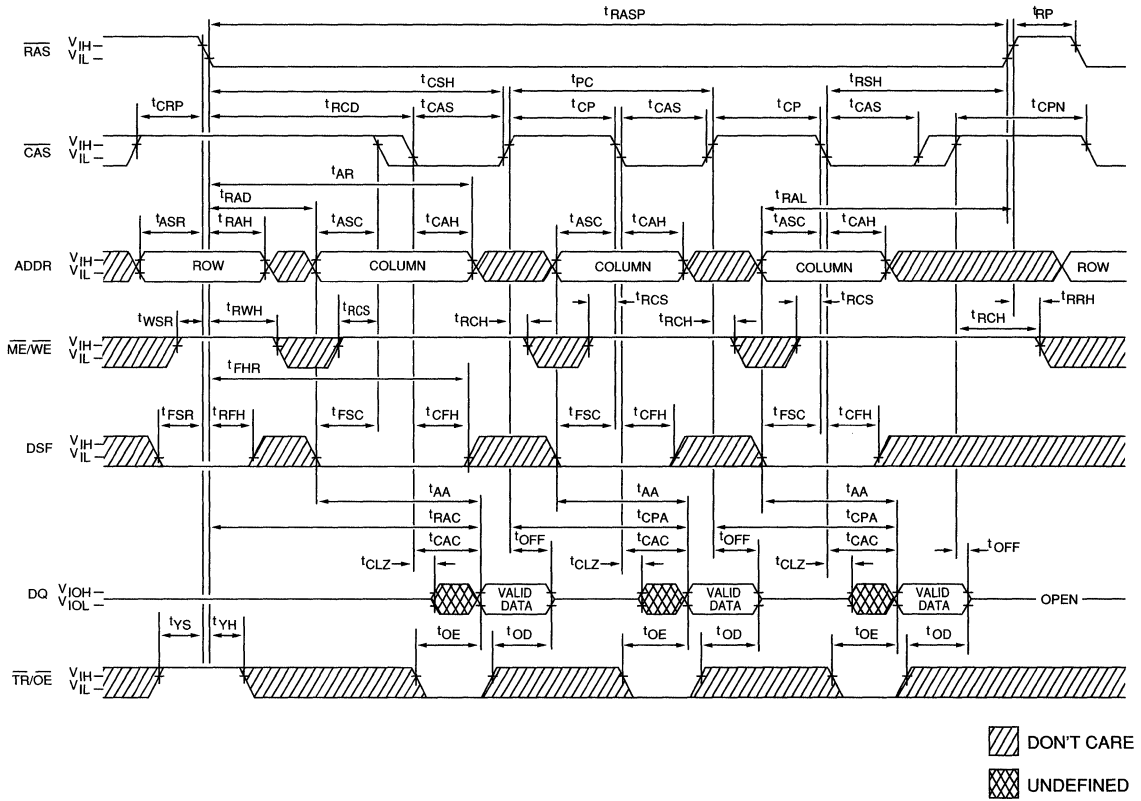 tRASP tRP
RAS VIH VIL
tCSH tPC tRSH
tCRP tRCD tCAS tCP tCAS tCP tCAS tCPN
CAS VIH VIL
tAR
tRAD tRAL
tASR tRAH tASC tCAH tASC tCAH tASC tCAH
ADDR VIH VIL ROW COLUMN COLUMN COLUMN ROW
tWSR tRWH tRCS tRCH tRCS tRCH tRCS tRCH tRRH
ME/WE VIH VIL
tFHR
tFSR tRFH tFSC tCFH tFSC tCFH tFSC tCFH
DSF VIH VIL
tAA tAA tAA
tRAC tCPA tCPA
tCAC tOFF tCAC tOFF tCAC tOFF
tCLZ tCLZ tCLZ
DQ VIOH VIOL VALID DATA VALID DATA VALID DATA OPEN
tYS tYH tOE tOD tOE tOD tOE tOD
TR/OE VIH VIL
DON'T CARE
UNDEFINED